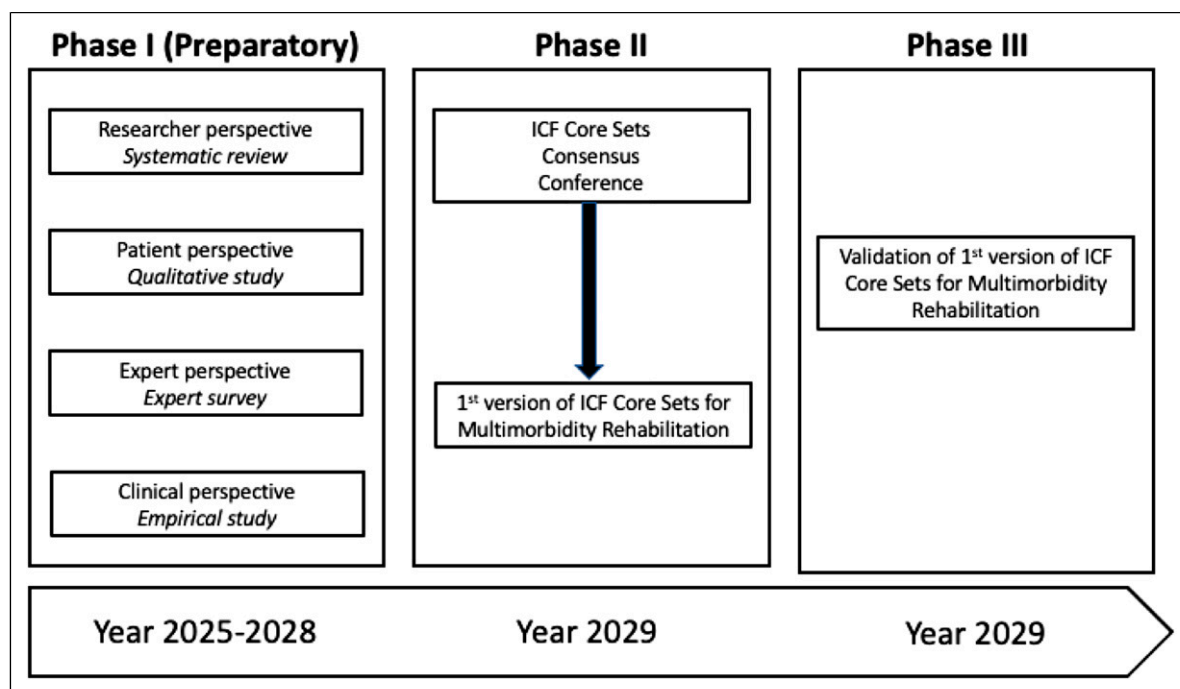 Phase I (Preparatory)
Researcher perspective
Systematic review
Patient perspective
Qualitative study
Expert perspective
Expert survey
Clinical perspective
Empirical study
Phase II
ICF Core Sets
Consensus
Conference
1st version of ICF Core Sets for
Multimorbidity Rehabilitation
Phase III
Validation of 1st version of ICF
Core Sets for Multimorbidity
Rehabilitation
Year 2025-2028
Year 2029
Year 2029